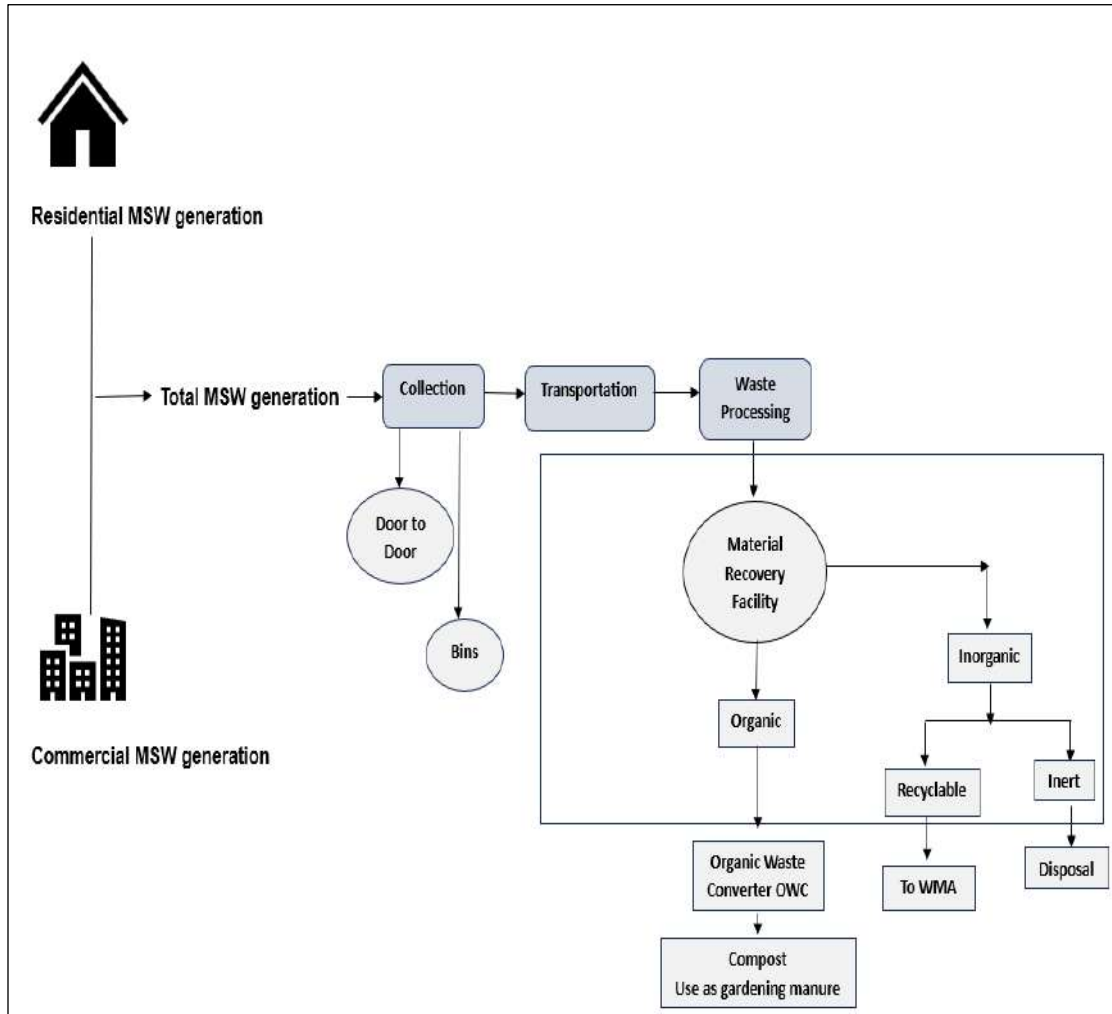 Residential MSW generation
Total MSW generation
Collection
Transportation
Waste
Processing
Door to
Door
Bins
Material
Recovery
Facility
Inorganic
Organic
Recyclable
Inert
Organic Waste
Converter OWC
To WMA
Disposal
Compost
Use as gardening manure
Commercial MSW generation